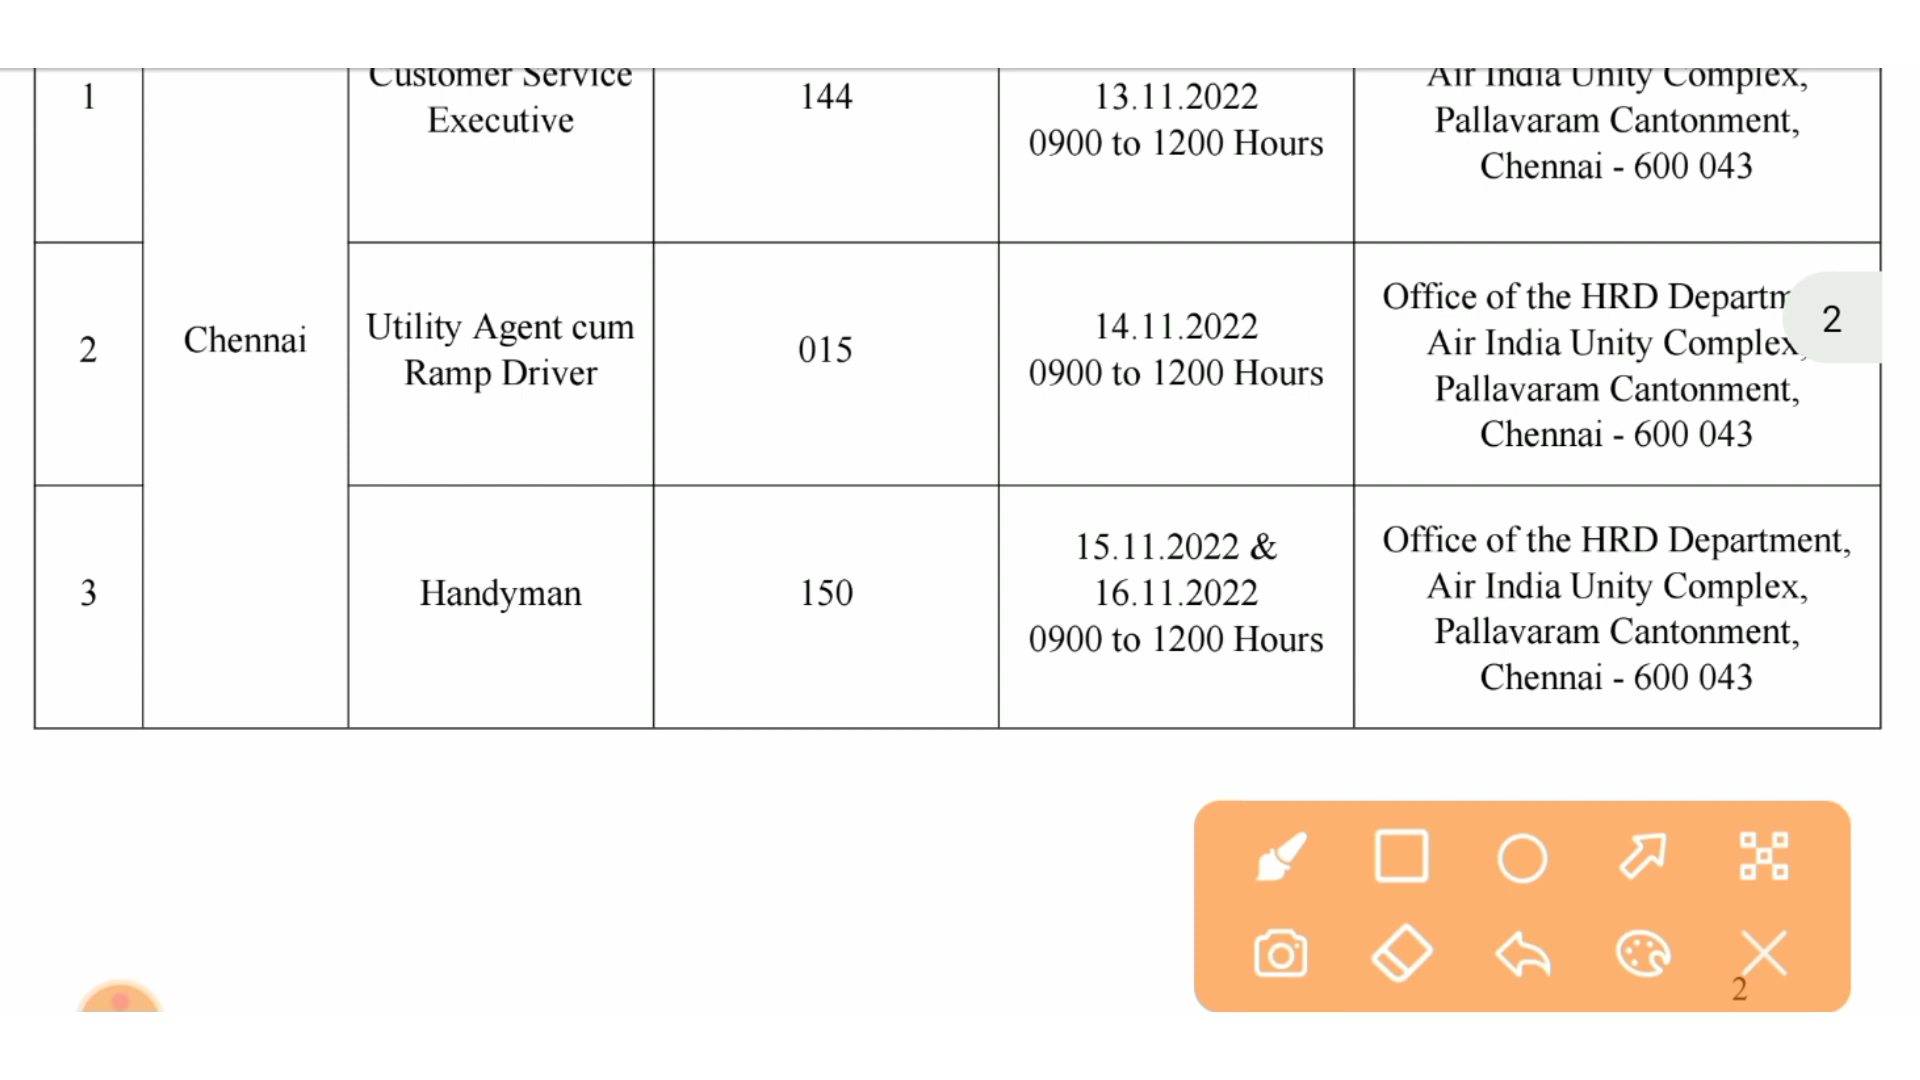 1
Customer Service
Executive
144
13.11.2022
0900 to 1200 Hours
Air India Unity Complex,
Pallavaram Cantonment,
Chennai - 600 043
2
Chennai
Utility Agent cum
Ramp Driver
015
14.11.2022
0900 to 1200 Hours
Office of the HRD Departm
Air India Unity Complex,
Pallavaram Cantonment,
Chennai - 600 043
2
3
Handyman
150
15.11.2022 &
16.11.2022
0900 to 1200 Hours
Office of the HRD Department,
Air India Unity Complex,
Pallavaram Cantonment,
Chennai - 600 043
2